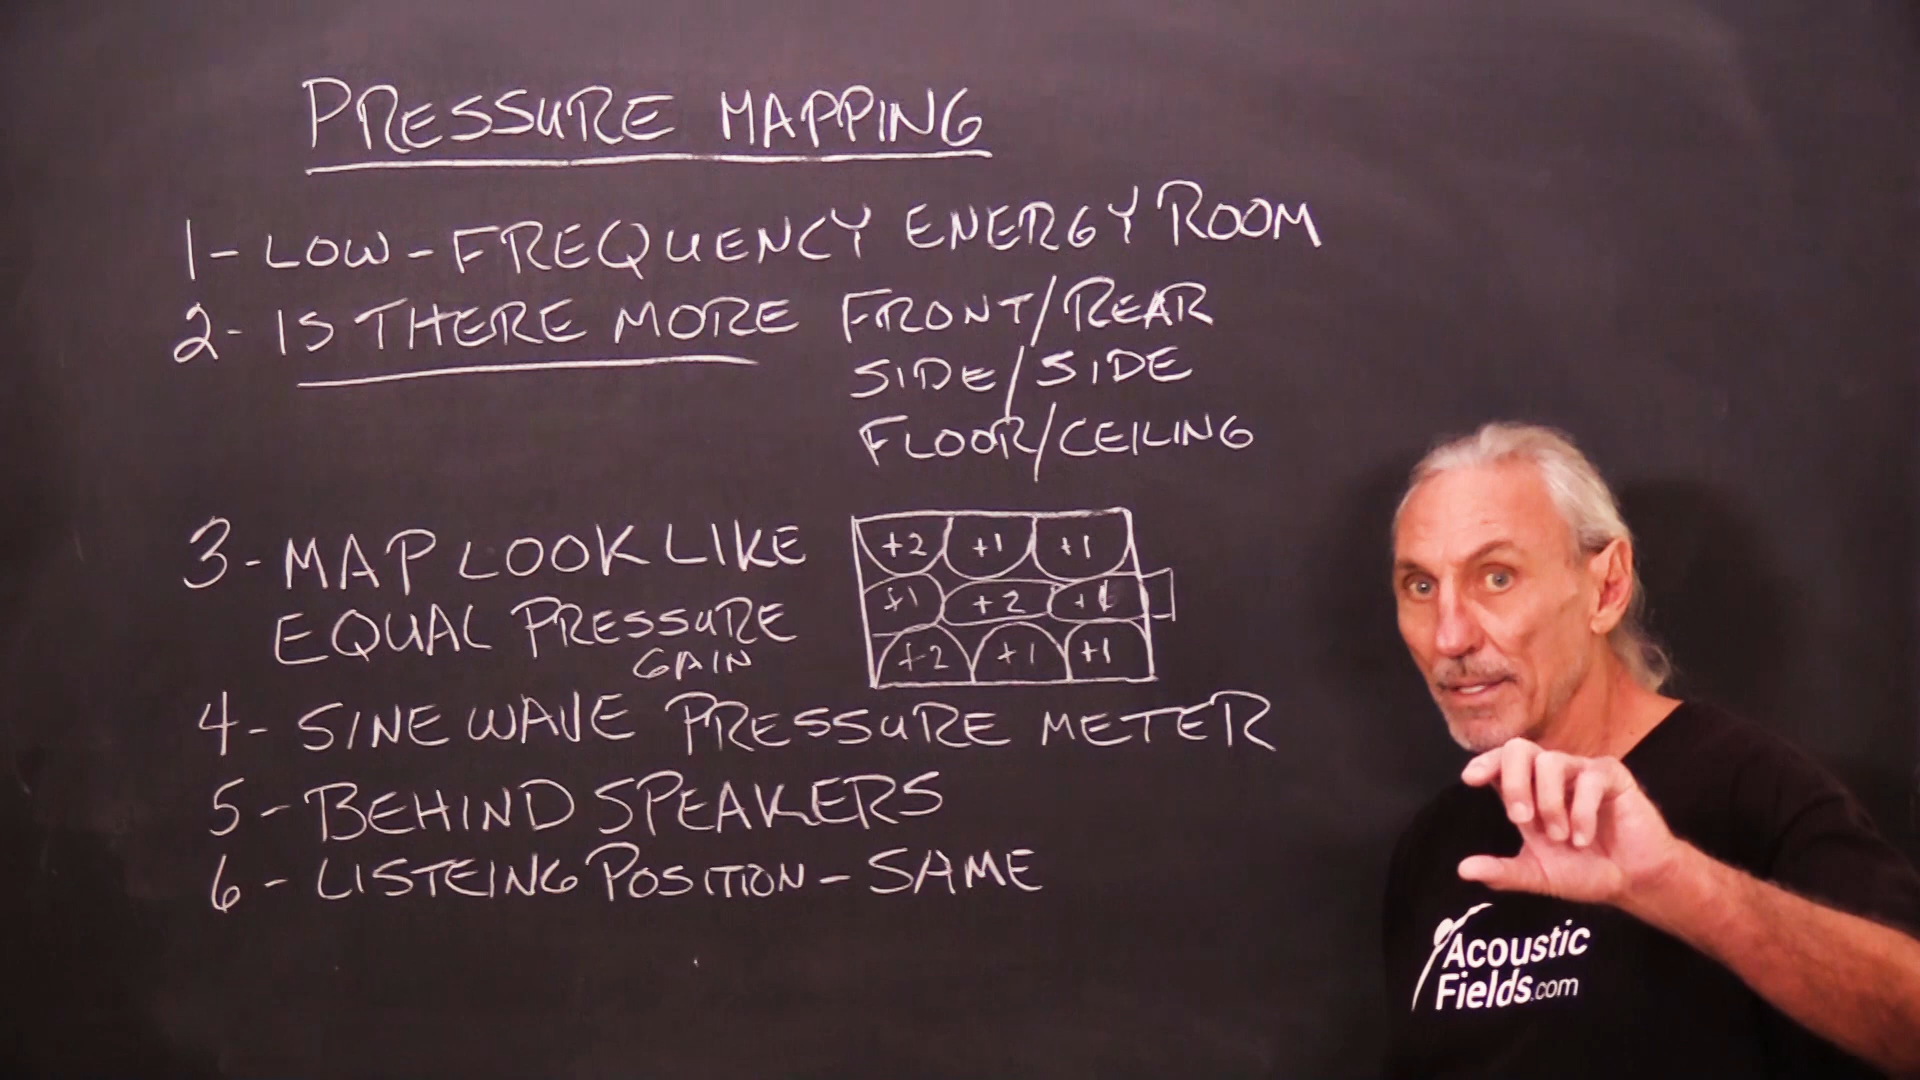 PRESSURE MAPPING
1- LOW-FREQUENCY ENERGY ROOM
2- IS THERE MORE FRONT/REAR
SIDE/SIDE
FLOOR/CEILING
3- MAP LOOK LIKE
EQUAL PRESSURE
GAIN
+2 +1 +1
+1 +2
+2 +1 +1
4- SINE WAVE PRESSURE METER
5- BEHIND SPEAKERS
6- LISTEING POSITION - SAME
Acoustic
Fields.com